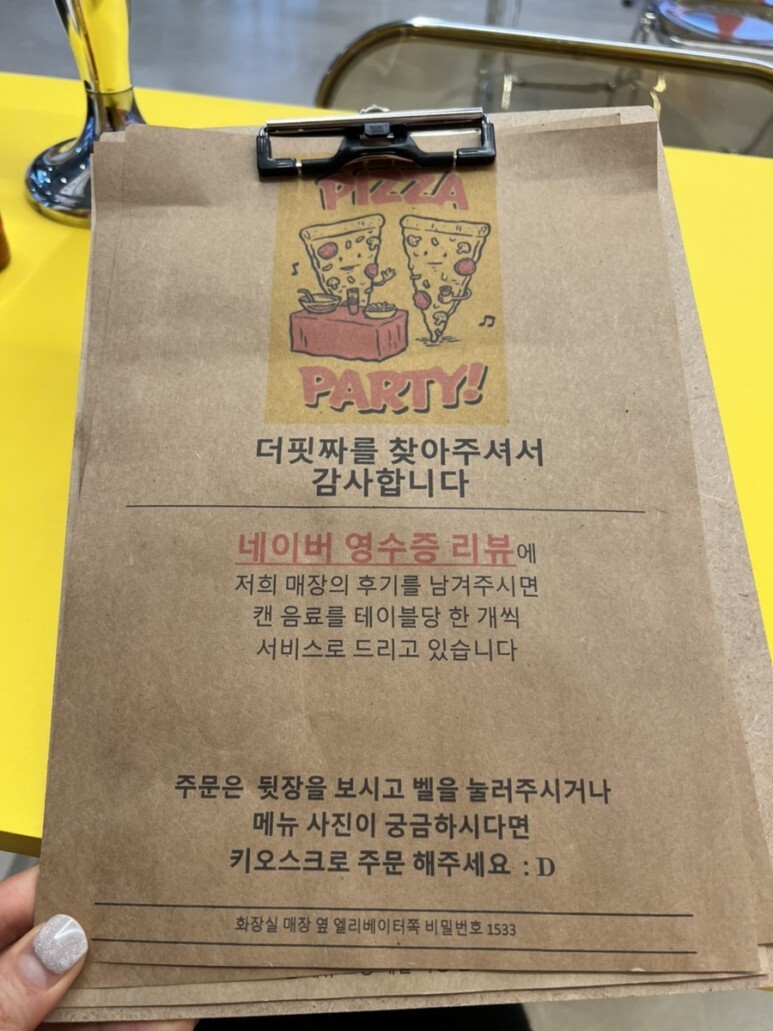 PIZZA
PARTY!
더핏짜를 찾아주셔서
감사합니다
네이버 영수증 리뷰에
저희 매장의 후기를 남겨주시면
캔 음료를 테이블당 한 개씩
서비스로 드리고 있습니다
주문은 뒷장을 보시고 벨을 눌러주시거나
메뉴 사진이 궁금하시다면
키오스크로 주문 해주세요 : D
화장실 매장 옆 엘리베이터쪽 비밀번호 1533